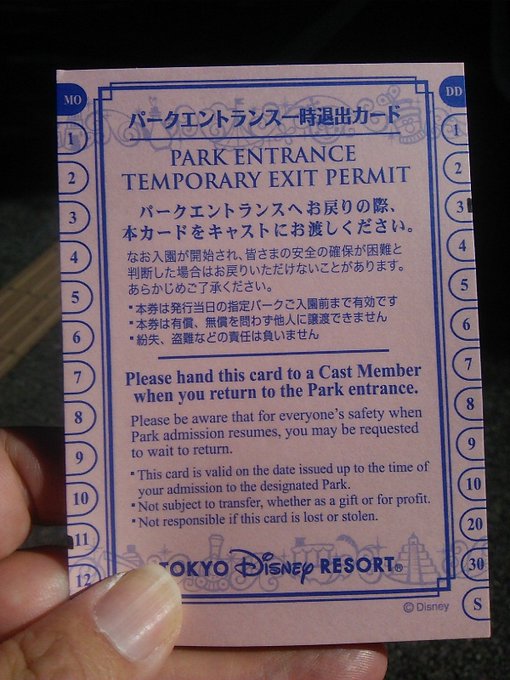 MO
DD
パークエントランス一時退出カード
PARK ENTRANCE
TEMPORARY EXIT PERMIT
パークエントランスへお戻りの際、
本カードをキャストにお渡しください。
なお入園が開始され、皆さまの安全の確保が困難と
判断した場合はお戻りいただけないことがあります。
あらかじめご了承ください。
▪本券は発行当日の指定パークご入園前まで有効です
▪本券は有償、無償を問わず他人に譲渡できません
▪紛失、盗難などの責任は負いません
Please hand this card to a Cast Member
when you return to the Park entrance.
Please be aware that for everyone's safety when
Park admission resumes, you may be requested
to wait to return.
▪This card is valid on the date issued up to the time of
your admission to the designated Park.
▪Not subject to transfer, whether as a gift or for profit.
▪Not responsible if this card is lost or stolen.
TOKYO Disney RESORT®
© Disney
1
2
3
4
5
6
7
8
9
10
11
12
1
2
3
4
5
6
7
8
9
10
20
30
S